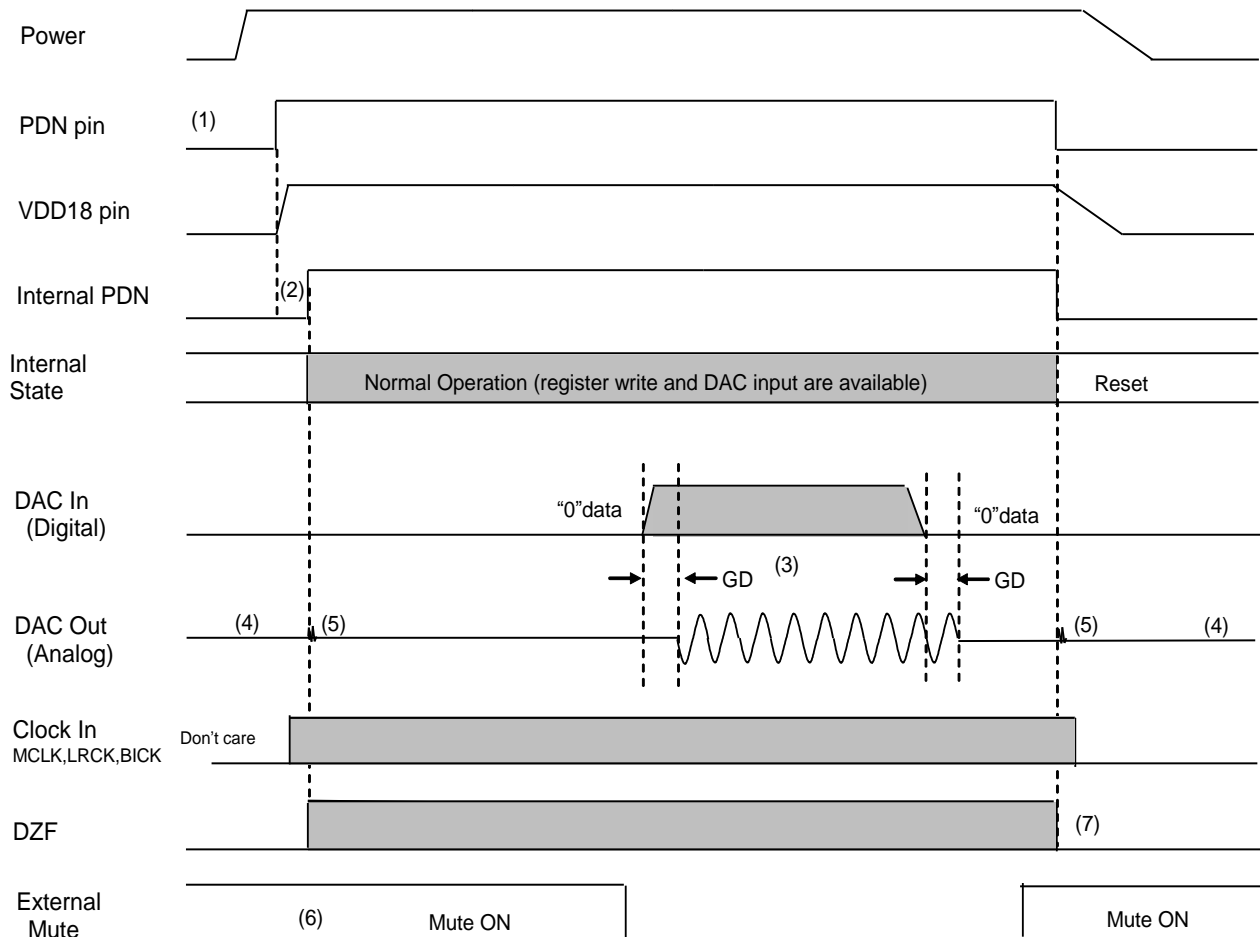 Power
PDN pin
(1)
VDD18 pin
Internal PDN
(2)
Internal
State
Normal Operation (register write and DAC input are available)
Reset
DAC In
(Digital)
“0”data
“0”data
GD
(3)
GD
DAC Out
(Analog)
(4)
(5)
(5)
(4)
Clock In
MCLK,LRCK,BICK
Don’t care
DZF
(7)
External
Mute
(6)
Mute ON
Mute ON